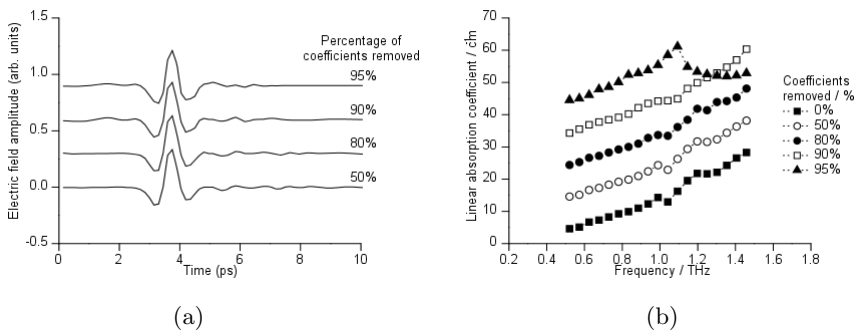 Electric field amplitude (arb. units)
1.5
1.0
0.5
0.0
-0.5
Percentage of
coefficients removed
95%
90%
80%
50%
0 2 4 6 8 10
Time (ps)
(a)
Linear absorption coefficient / cm
70
60
50
40
30
20
10
0
Coefficients
removed / %
0%
50%
80%
90%
95%
0.2 0.4 0.6 0.8 1.0 1.2 1.4 1.6 1.8
Frequency / THz
(b)